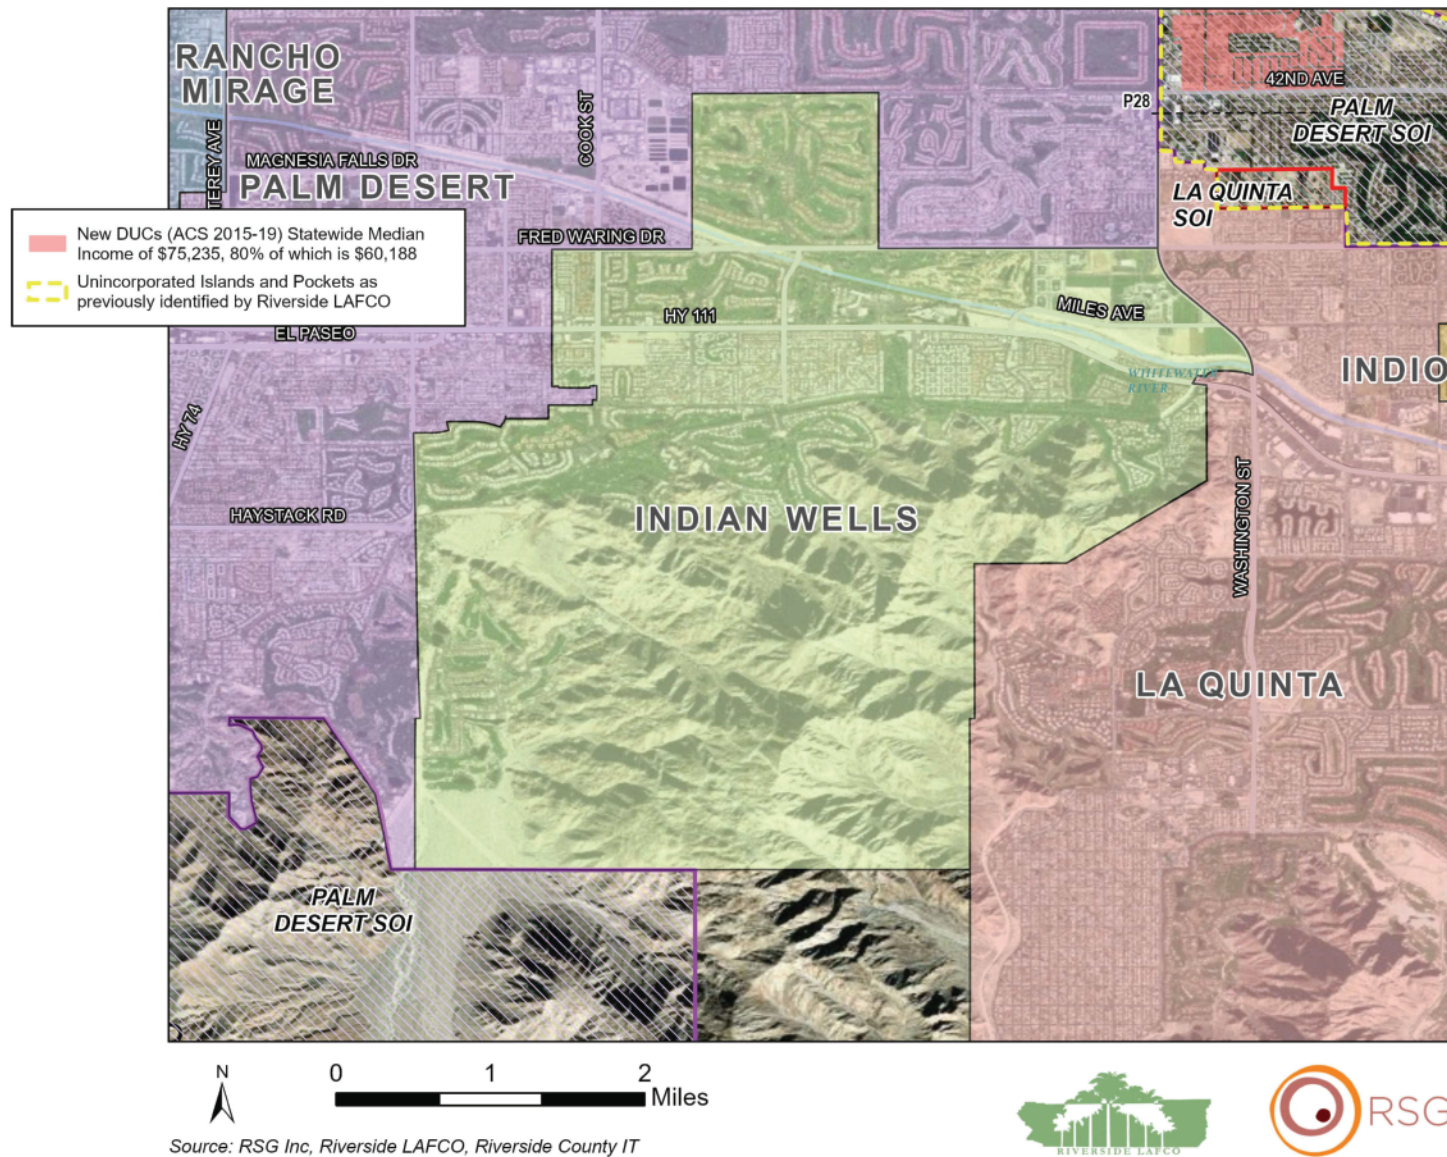 RANCHO
MIRAGE
COOK ST
P28
42ND AVE
PALM
DESERT SOI
TEREY AVE
MAGNESIA FALLS DR
PALM DESERT
LA QUINTA
SOI
New DUCs (ACS 2015-19) Statewide Median
Income of $75,235, 80% of which is $60,188
Unincorporated Islands and Pockets as
previously identified by Riverside LAFCO
FRED WARING DR
HY 111
MILES AVE
EL PASEO
WHITEWATER
RIVER
INDIO
HY 74
WASHINGTON ST
HAYSTACK RD
INDIAN WELLS
LA QUINTA
PALM
DESERT SOI
N
0 1 2
Miles
Source: RSG Inc, Riverside LAFCO, Riverside County IT
RIVERSIDE LAFCO
RSG